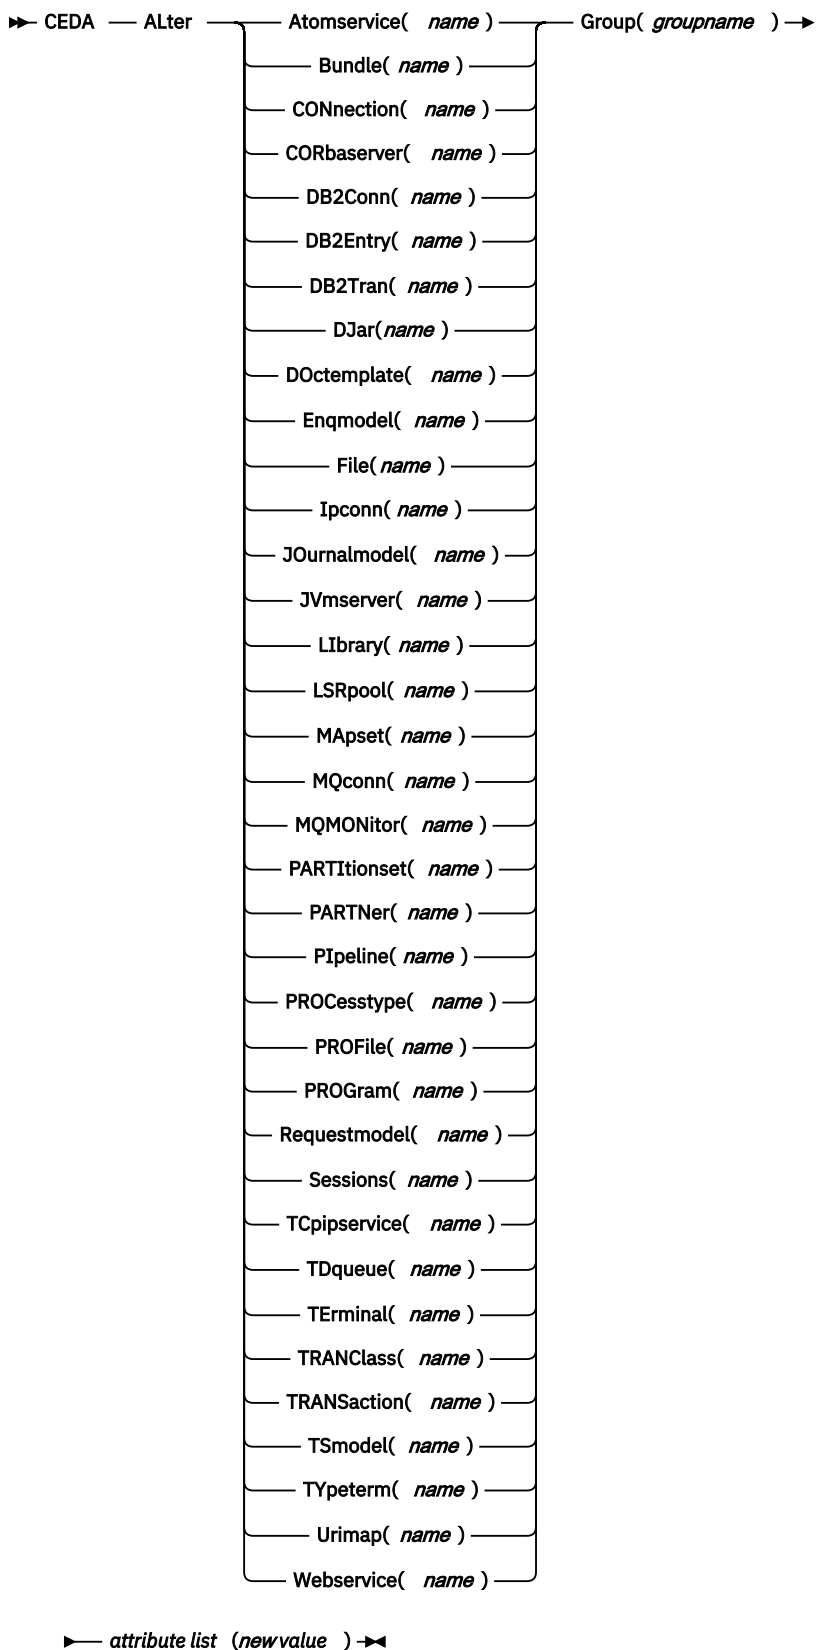 CEDA ALter Atomservice( name ) Group( groupname )
Bundle( name )
CONnection( name )
CORbaserver( name )
DB2Conn( name )
DB2Entry( name )
DB2Tran( name )
DJar( name )
DOctemplate( name )
Enqmodel( name )
File( name )
Ipconn( name )
JOurnalmodel( name )
JVmserver( name )
LIbrary( name )
LSRpool( name )
MApset( name )
MQconn( name )
MQMONitor( name )
PARTItionset( name )
PARTNer( name )
PIpeline( name )
PROCesstype( name )
PROFile( name )
PROGram( name )
Requestmodel( name )
Sessions( name )
TCpipservice( name )
TDqueue( name )
TErminal( name )
TRANClass( name )
TRANSaction( name )
TSmodel( name )
TYpeterm( name )
Urimap( name )
Webservice( name )
attribute list (newvalue )